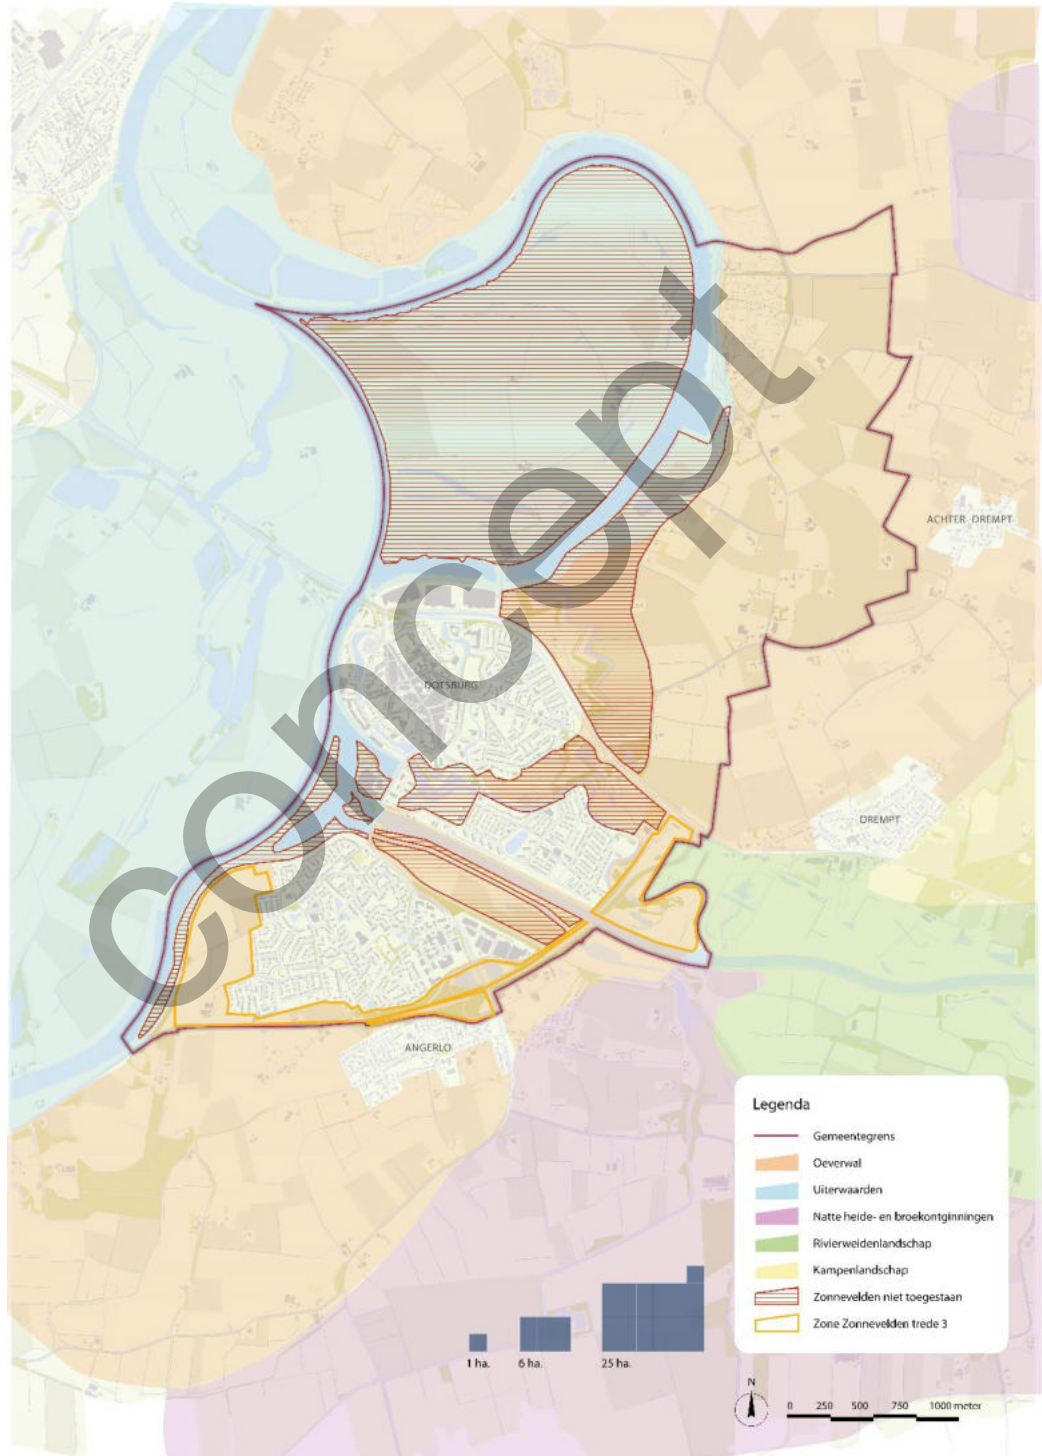 concept
ACHTER-DREMPT
DOESBURG
DREMPT
ANGERLO
Legenda
Gemeentegrens
Oeverwal
Uiterwaarden
Natte heide- en broekontginningen
Rivierweidenlandschap
Kampenlandschap
Zonnevelden niet toegestaan
Zone Zonnevelden trede 3
1 ha.
6 ha.
25 ha.
N
0 250 500 750 1000 meter